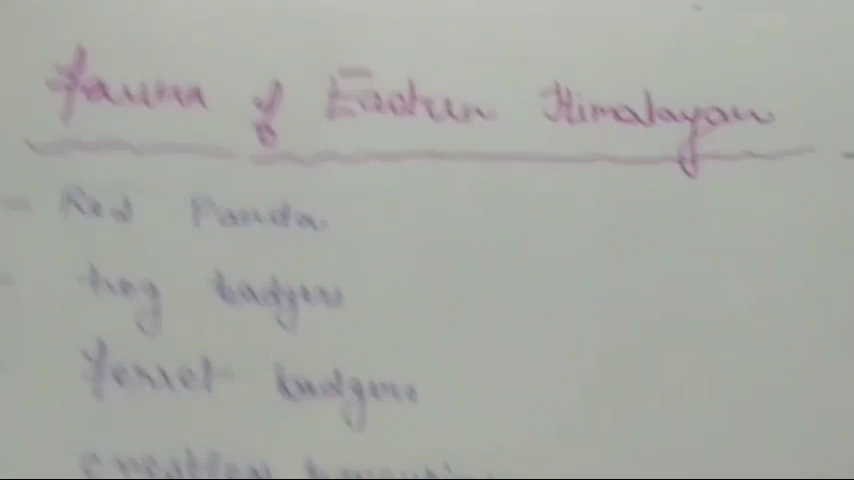 Fauna of Eastern Himalayan
Red Panda
hog badgers
ferret badgers